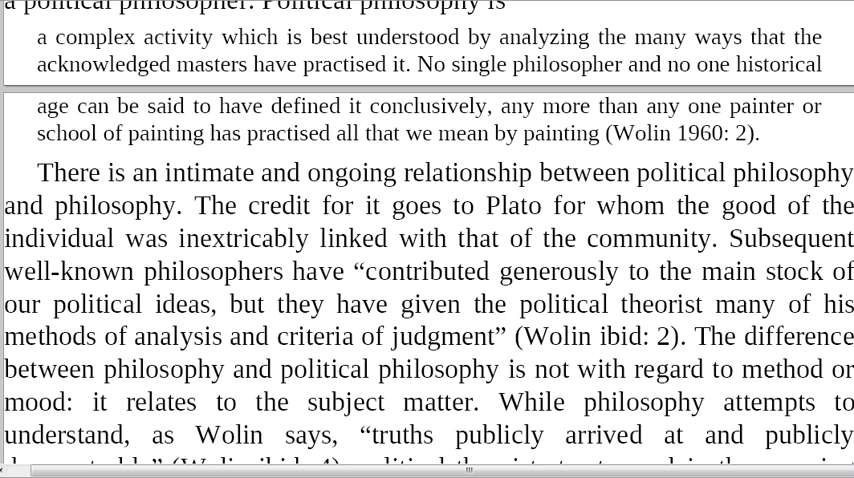 a political philosopher. Political philosophy is
a complex activity which is best understood by analyzing the many ways that the
acknowledged masters have practised it. No single philosopher and no one historical
age can be said to have defined it conclusively, any more than any one painter or
school of painting has practised all that we mean by painting (Wolin 1960: 2).
There is an intimate and ongoing relationship between political philosophy
and philosophy. The credit for it goes to Plato for whom the good of the
individual was inextricably linked with that of the community. Subsequent
well-known philosophers have “contributed generously to the main stock of
our political ideas, but they have given the political theorist many of his
methods of analysis and criteria of judgment” (Wolin ibid: 2). The difference
between philosophy and political philosophy is not with regard to method or
mood: it relates to the subject matter. While philosophy attempts to
understand, as Wolin says, “truths publicly arrived at and publicly